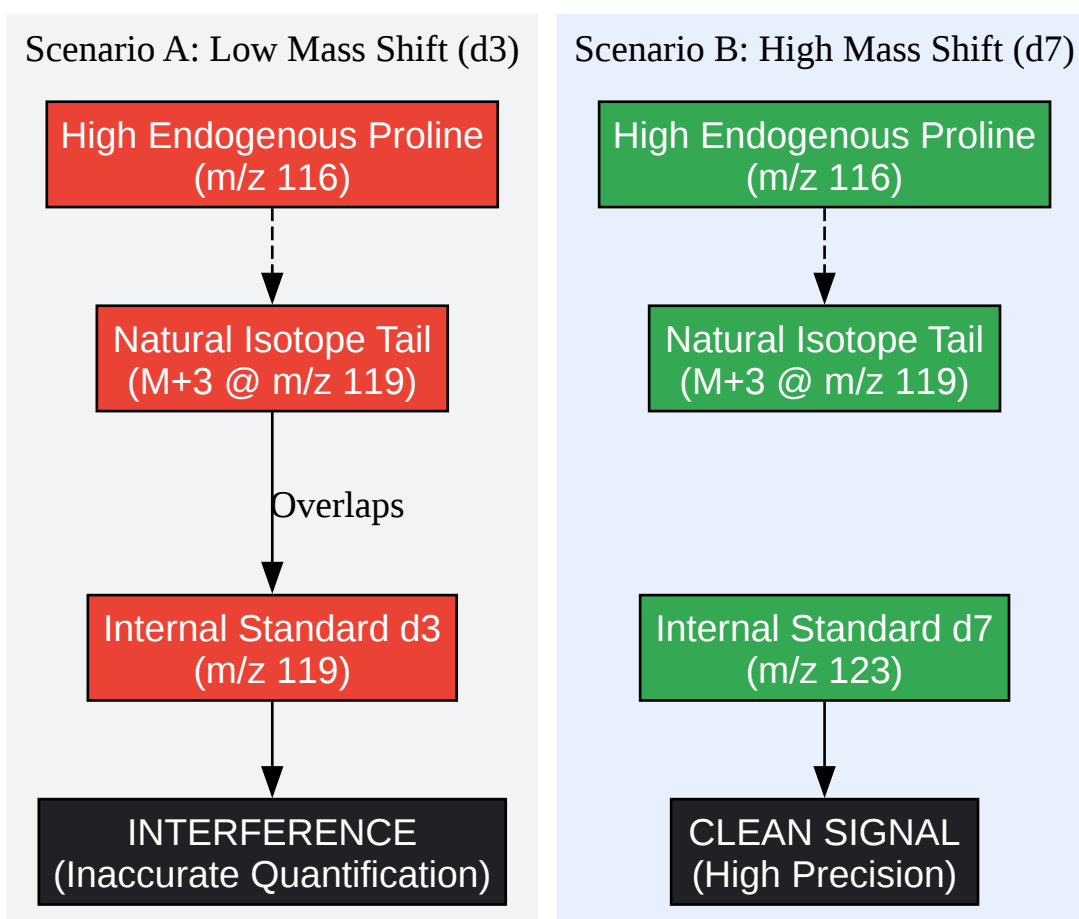 Scenario A: Low Mass Shift (d3)
High Endogenous Proline
(m/z 116)
Natural Isotope Tail
(M+3 @ m/z 119)
Overlaps
Internal Standard d3
(m/z 119)
INTERFERENCE
(Inaccurate Quantification)
Scenario B: High Mass Shift (d7)
High Endogenous Proline
(m/z 116)
Natural Isotope Tail
(M+3 @ m/z 119)
Internal Standard d7
(m/z 123)
CLEAN SIGNAL
(High Precision)